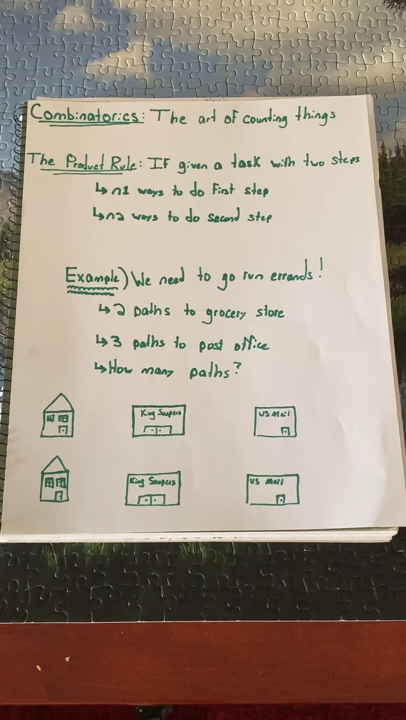 Combinatorics: The art of counting things
The Product Rule: If given a task with two steps
↳ n1 ways to do first step
↳ n2 ways to do second step
Example) We need to go run errands!
↳ 2 paths to grocery store
↳ 3 paths to post office
↳ How many paths?
King Soopers US Mail
King Soopers US Mail